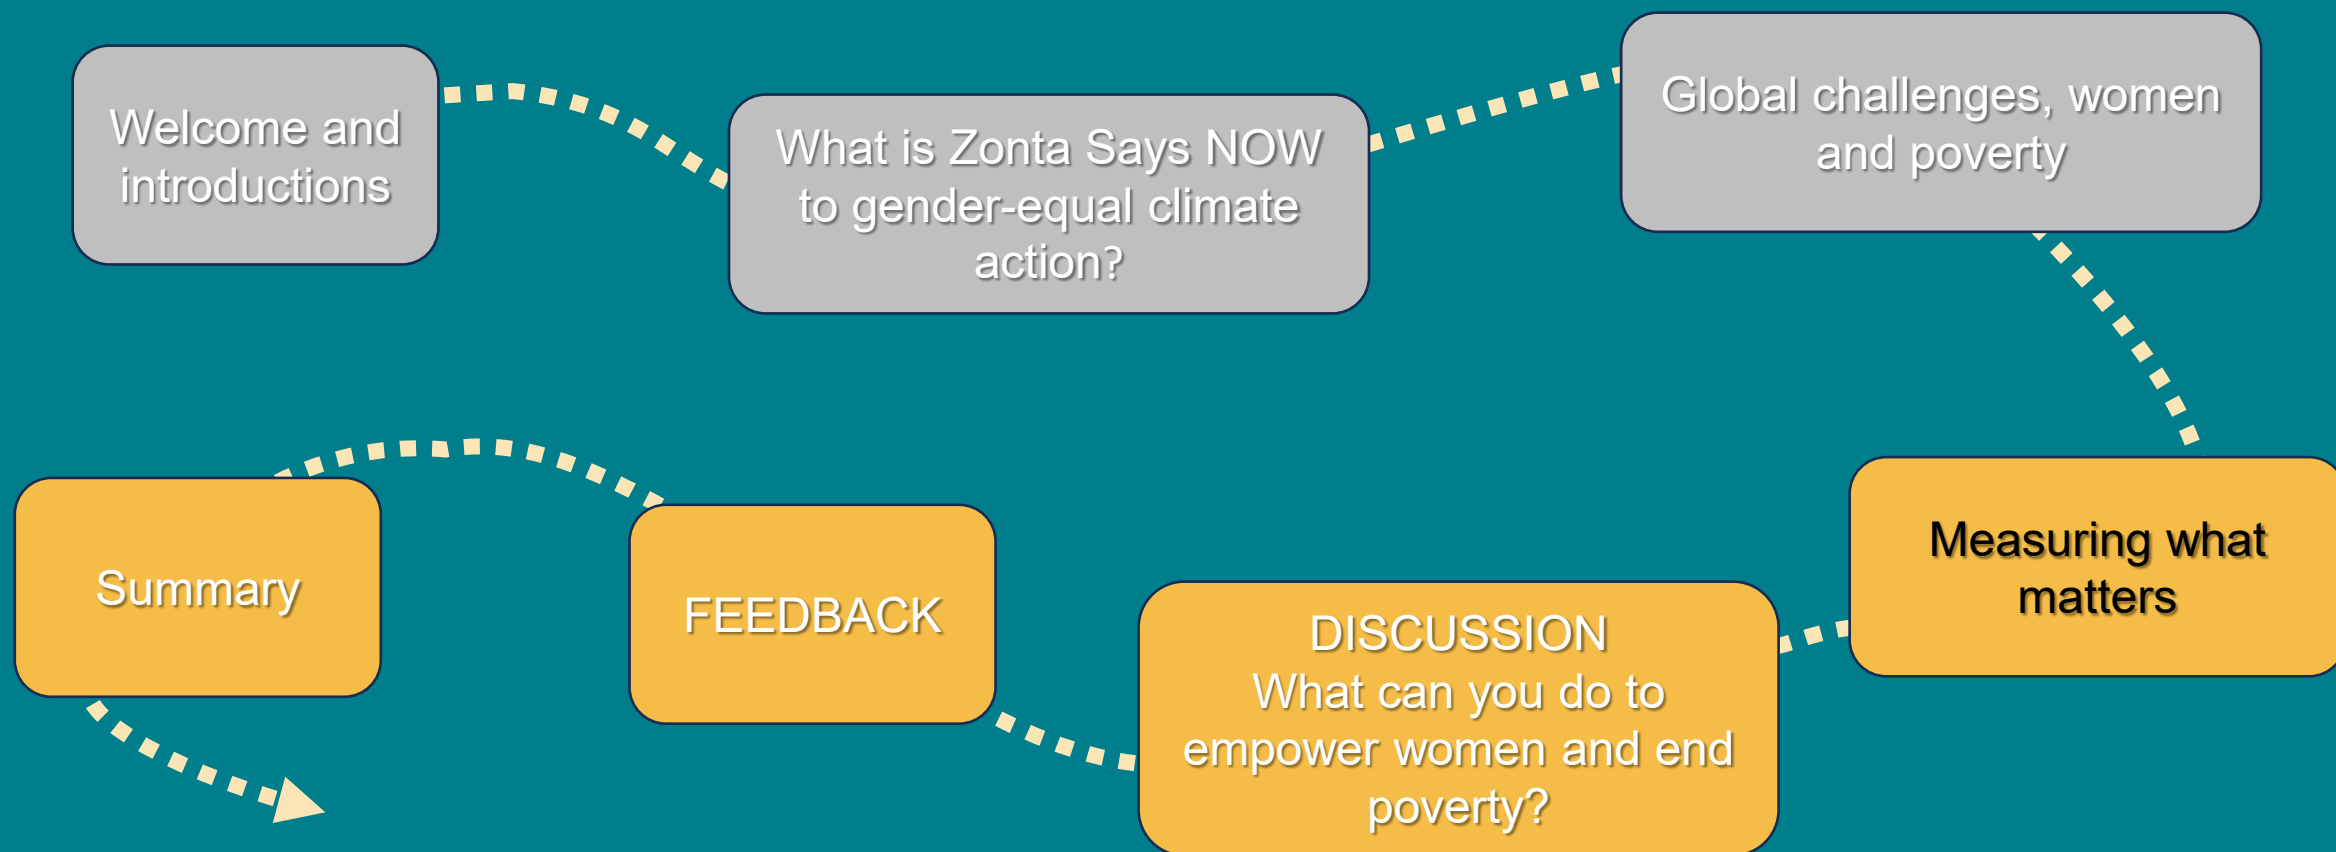 Welcome and
introductions
What is Zonta Says NOW
to gender-equal climate
action?
Global challenges, women
and poverty
Measuring what
matters
DISCUSSION
What can you do to
empower women and end
poverty?
FEEDBACK
Summary